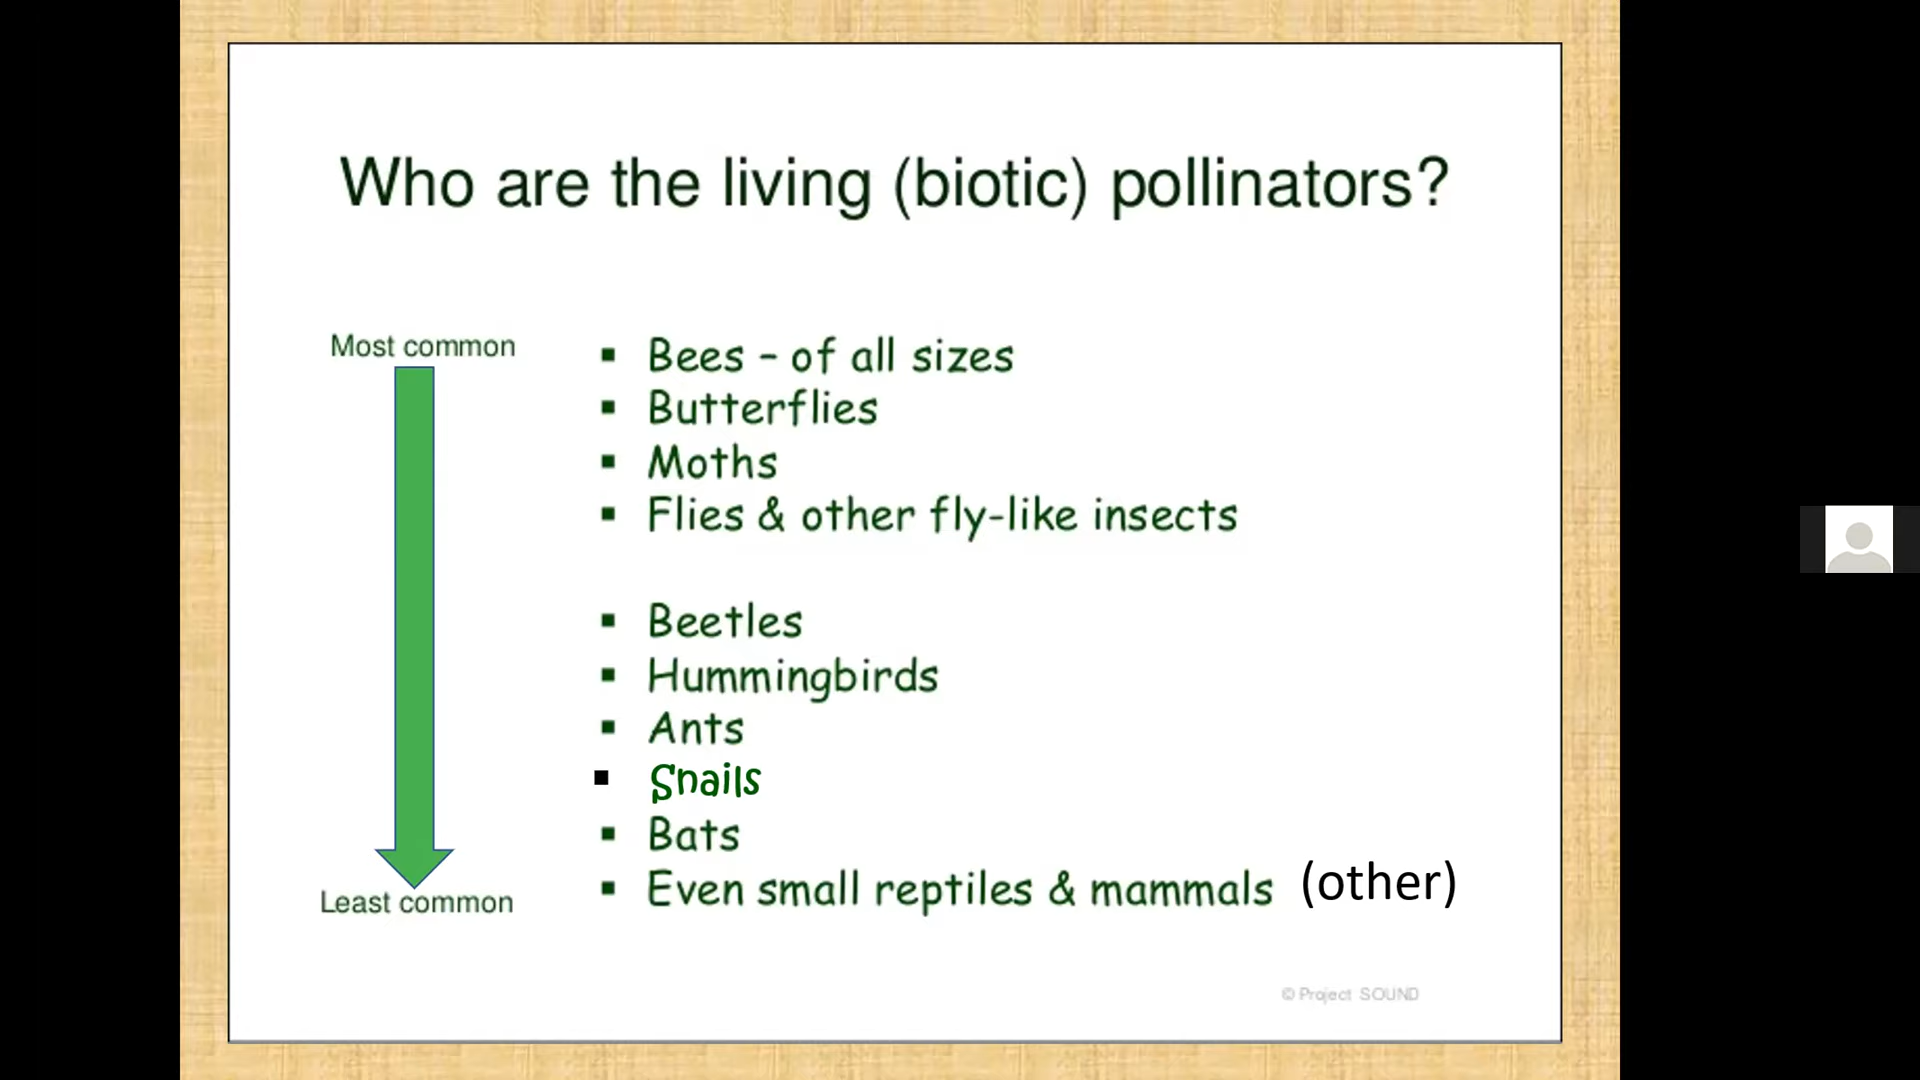 Who are the living (biotic) pollinators?
Most common
▪ Bees – of all sizes
▪ Butterflies
▪ Moths
▪ Flies & other fly-like insects
▪ Beetles
▪ Hummingbirds
▪ Ants
▪ Snails
▪ Bats
▪ Even small reptiles & mammals (other)
Least common
© Project SOUND